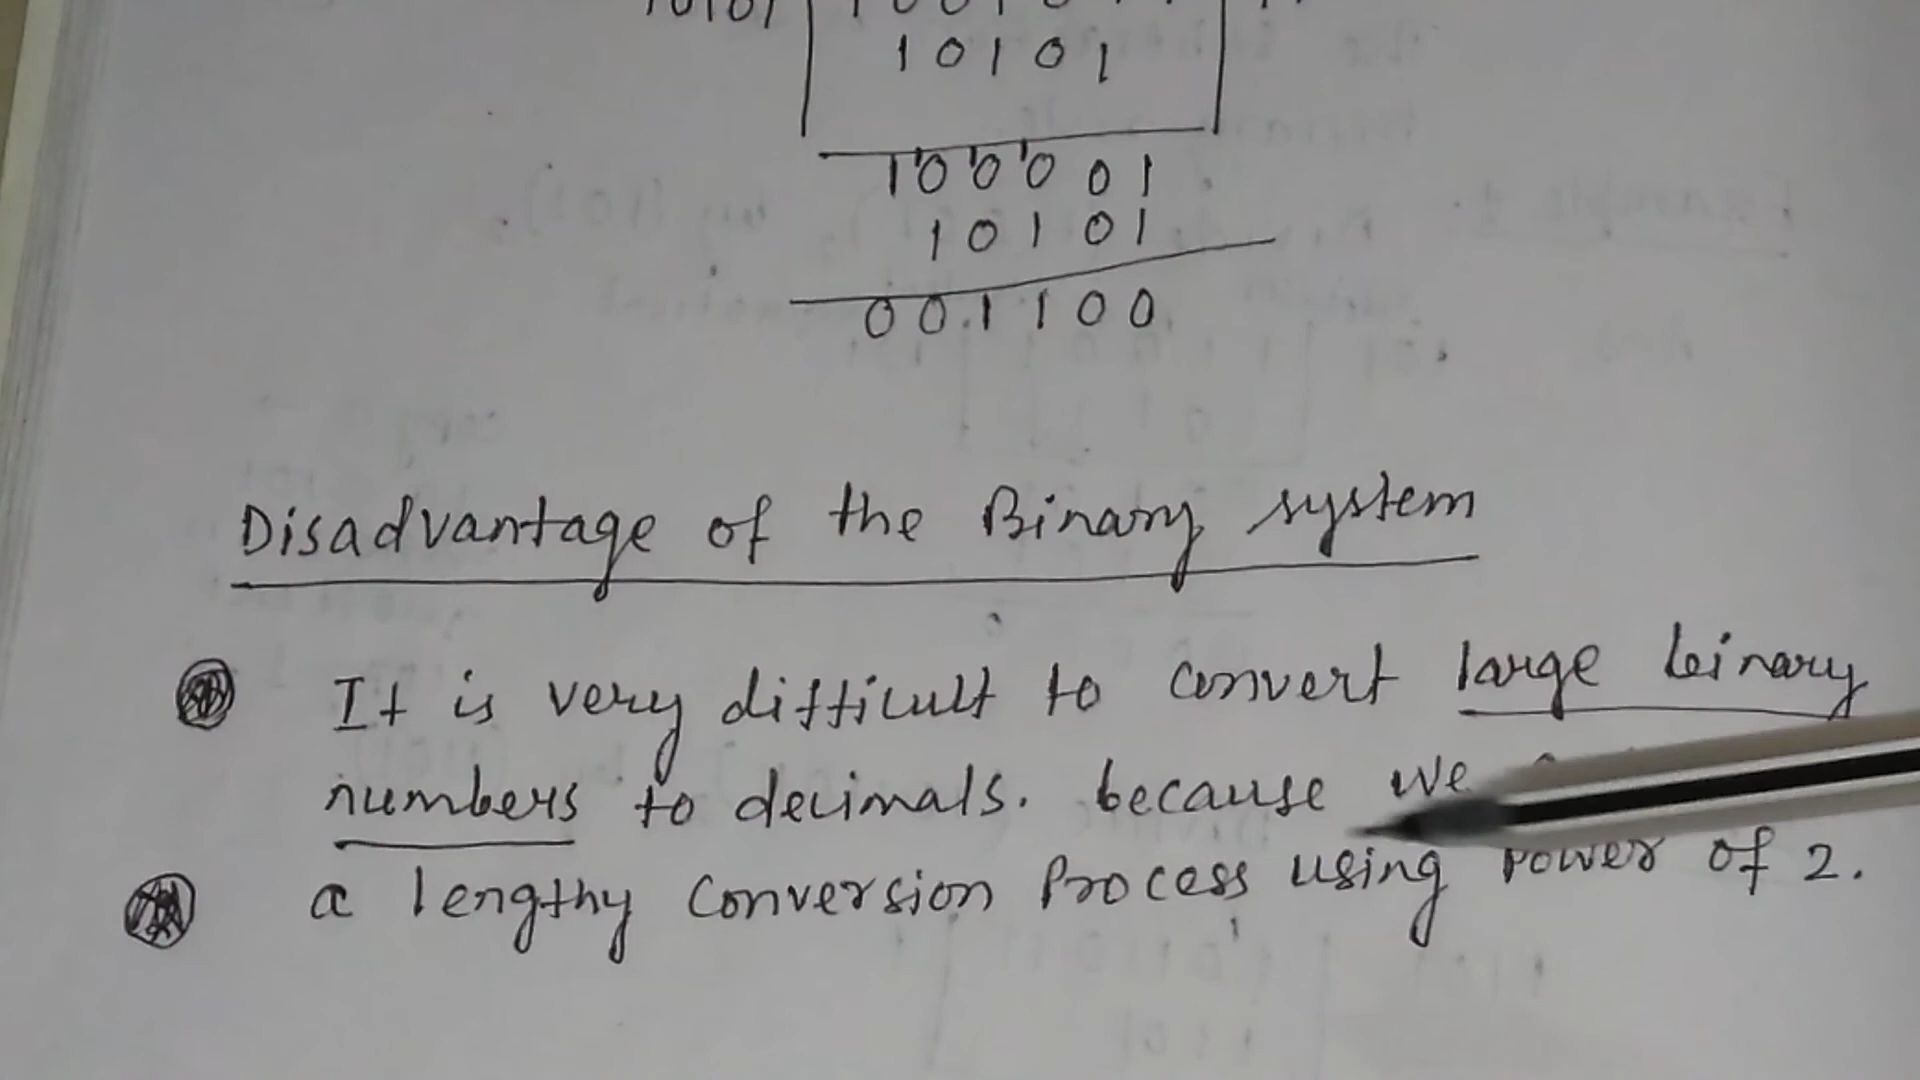 10101
10101
100001
10101
001100
Disadvantage of the Binary system
It is very difficult to convert large binary
numbers to decimals. because we
a lengthy conversion Process using Power of 2.